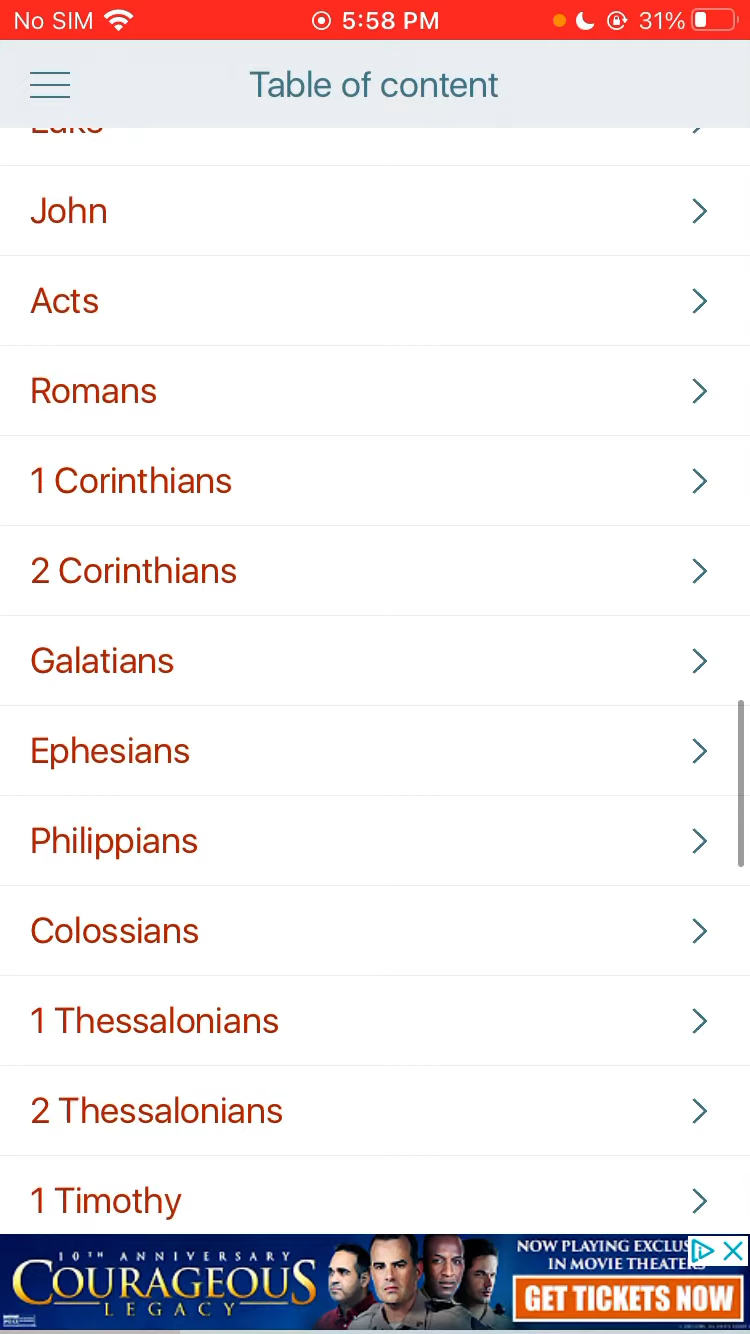 No SIM 5:58 PM 31%
Table of content
Luke
John
Acts
Romans
1 Corinthians
2 Corinthians
Galatians
Ephesians
Philippians
Colossians
1 Thessalonians
2 Thessalonians
1 Timothy
10TH ANNIVERSARY
COURAGEOUS
LEGACY
NOW PLAYING EXCLUS
IN MOVIE THEATER
GET TICKETS NOW